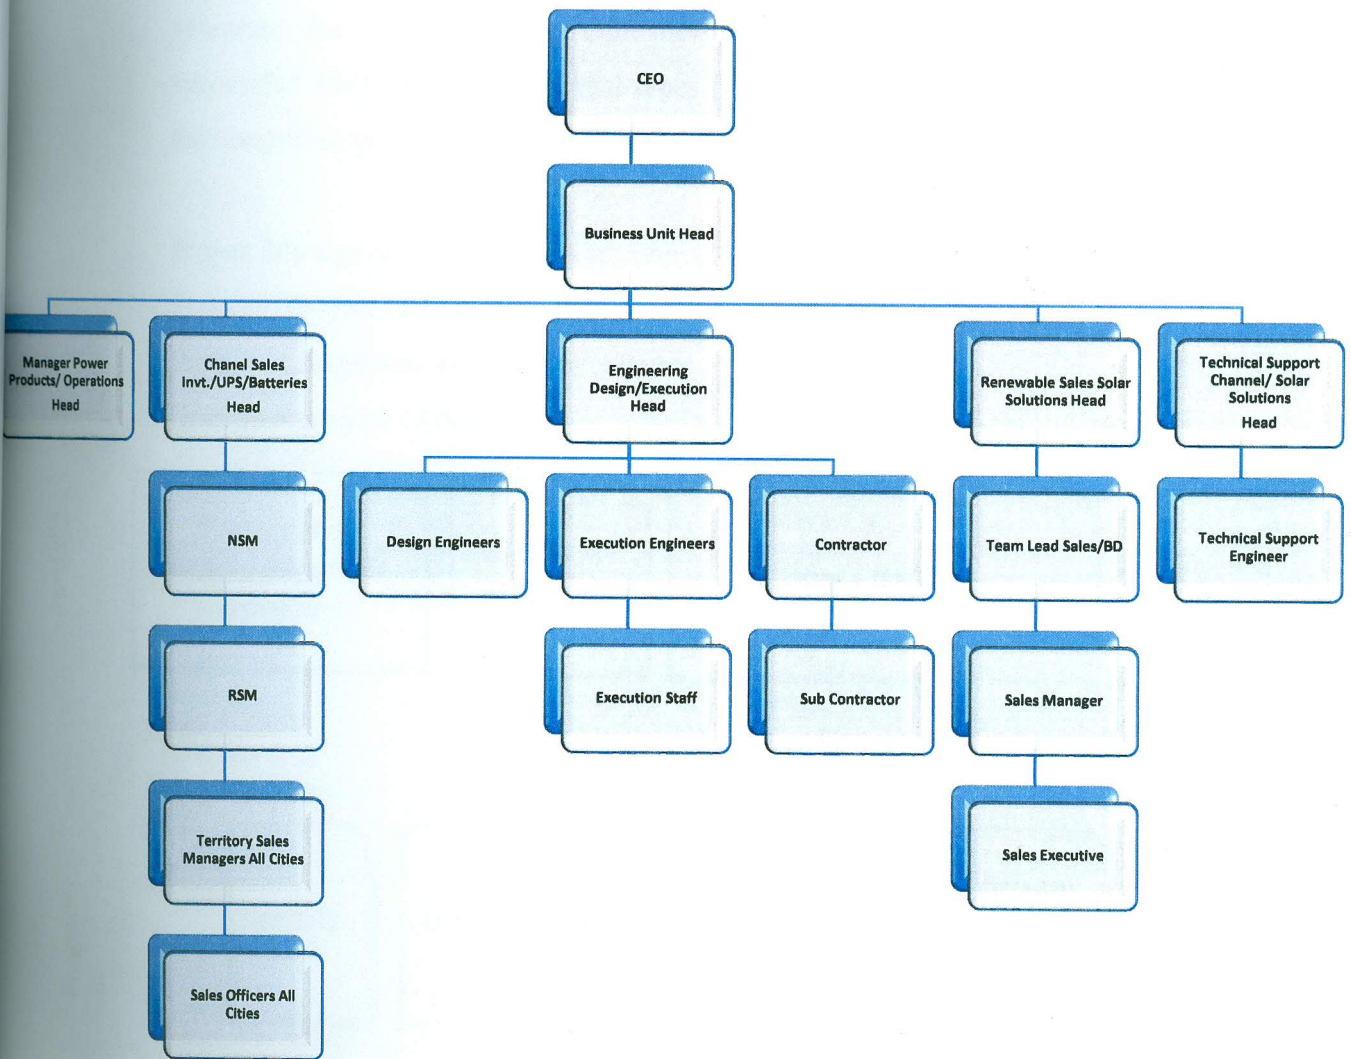 CEO
Business Unit Head
Manager Power
Products/ Operations
Head
Chanel Sales
Invt./UPS/Batteries
Head
Engineering
Design/Execution
Head
Renewable Sales Solar
Solutions Head
Technical Support
Channel/ Solar
Solutions
Head
NSM
Design Engineers
Execution Engineers
Contractor
Team Lead Sales/BD
Technical Support
Engineer
RSM
Execution Staff
Sub Contractor
Sales Manager
Territory Sales
Managers All Cities
Sales Executive
Sales Officers All
Cities